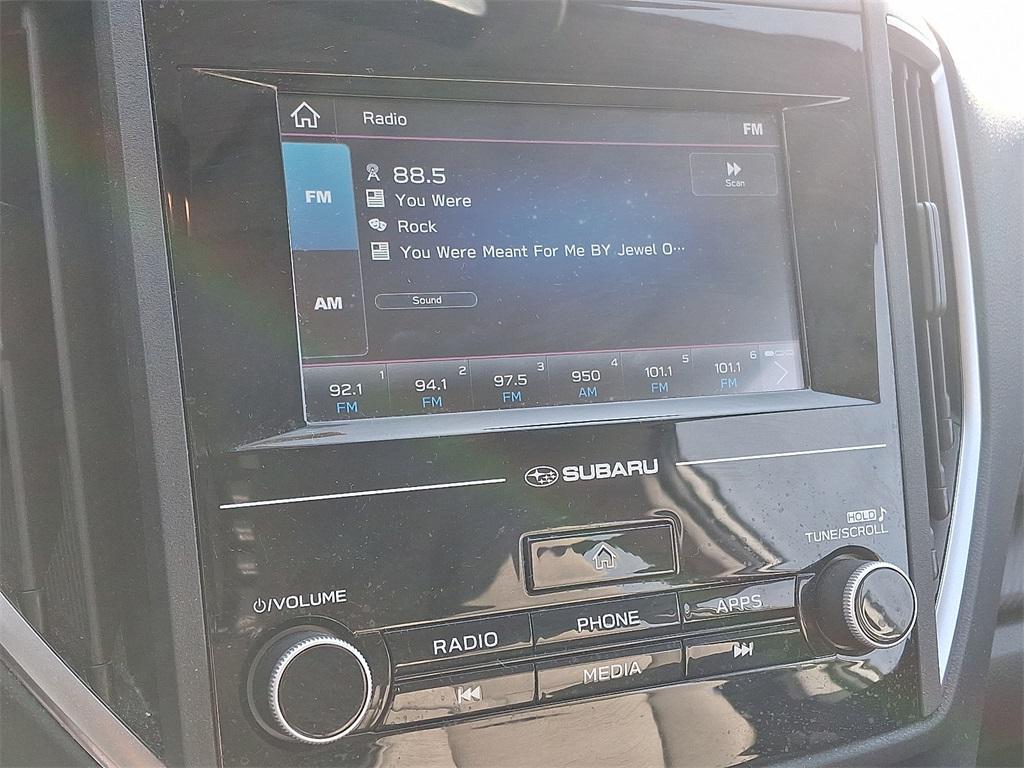 Radio
FM
FM
88.5
Scan
You Were
Rock
You Were Meant For Me BY Jewel O…
AM
Sound
1
92.1
FM
2
94.1
FM
3
97.5
FM
4
950
AM
5
101.1
FM
6
101.1
FM
SUBARU
HOLD
TUNE/SCROLL
/VOLUME
RADIO
PHONE
APPS
MEDIA